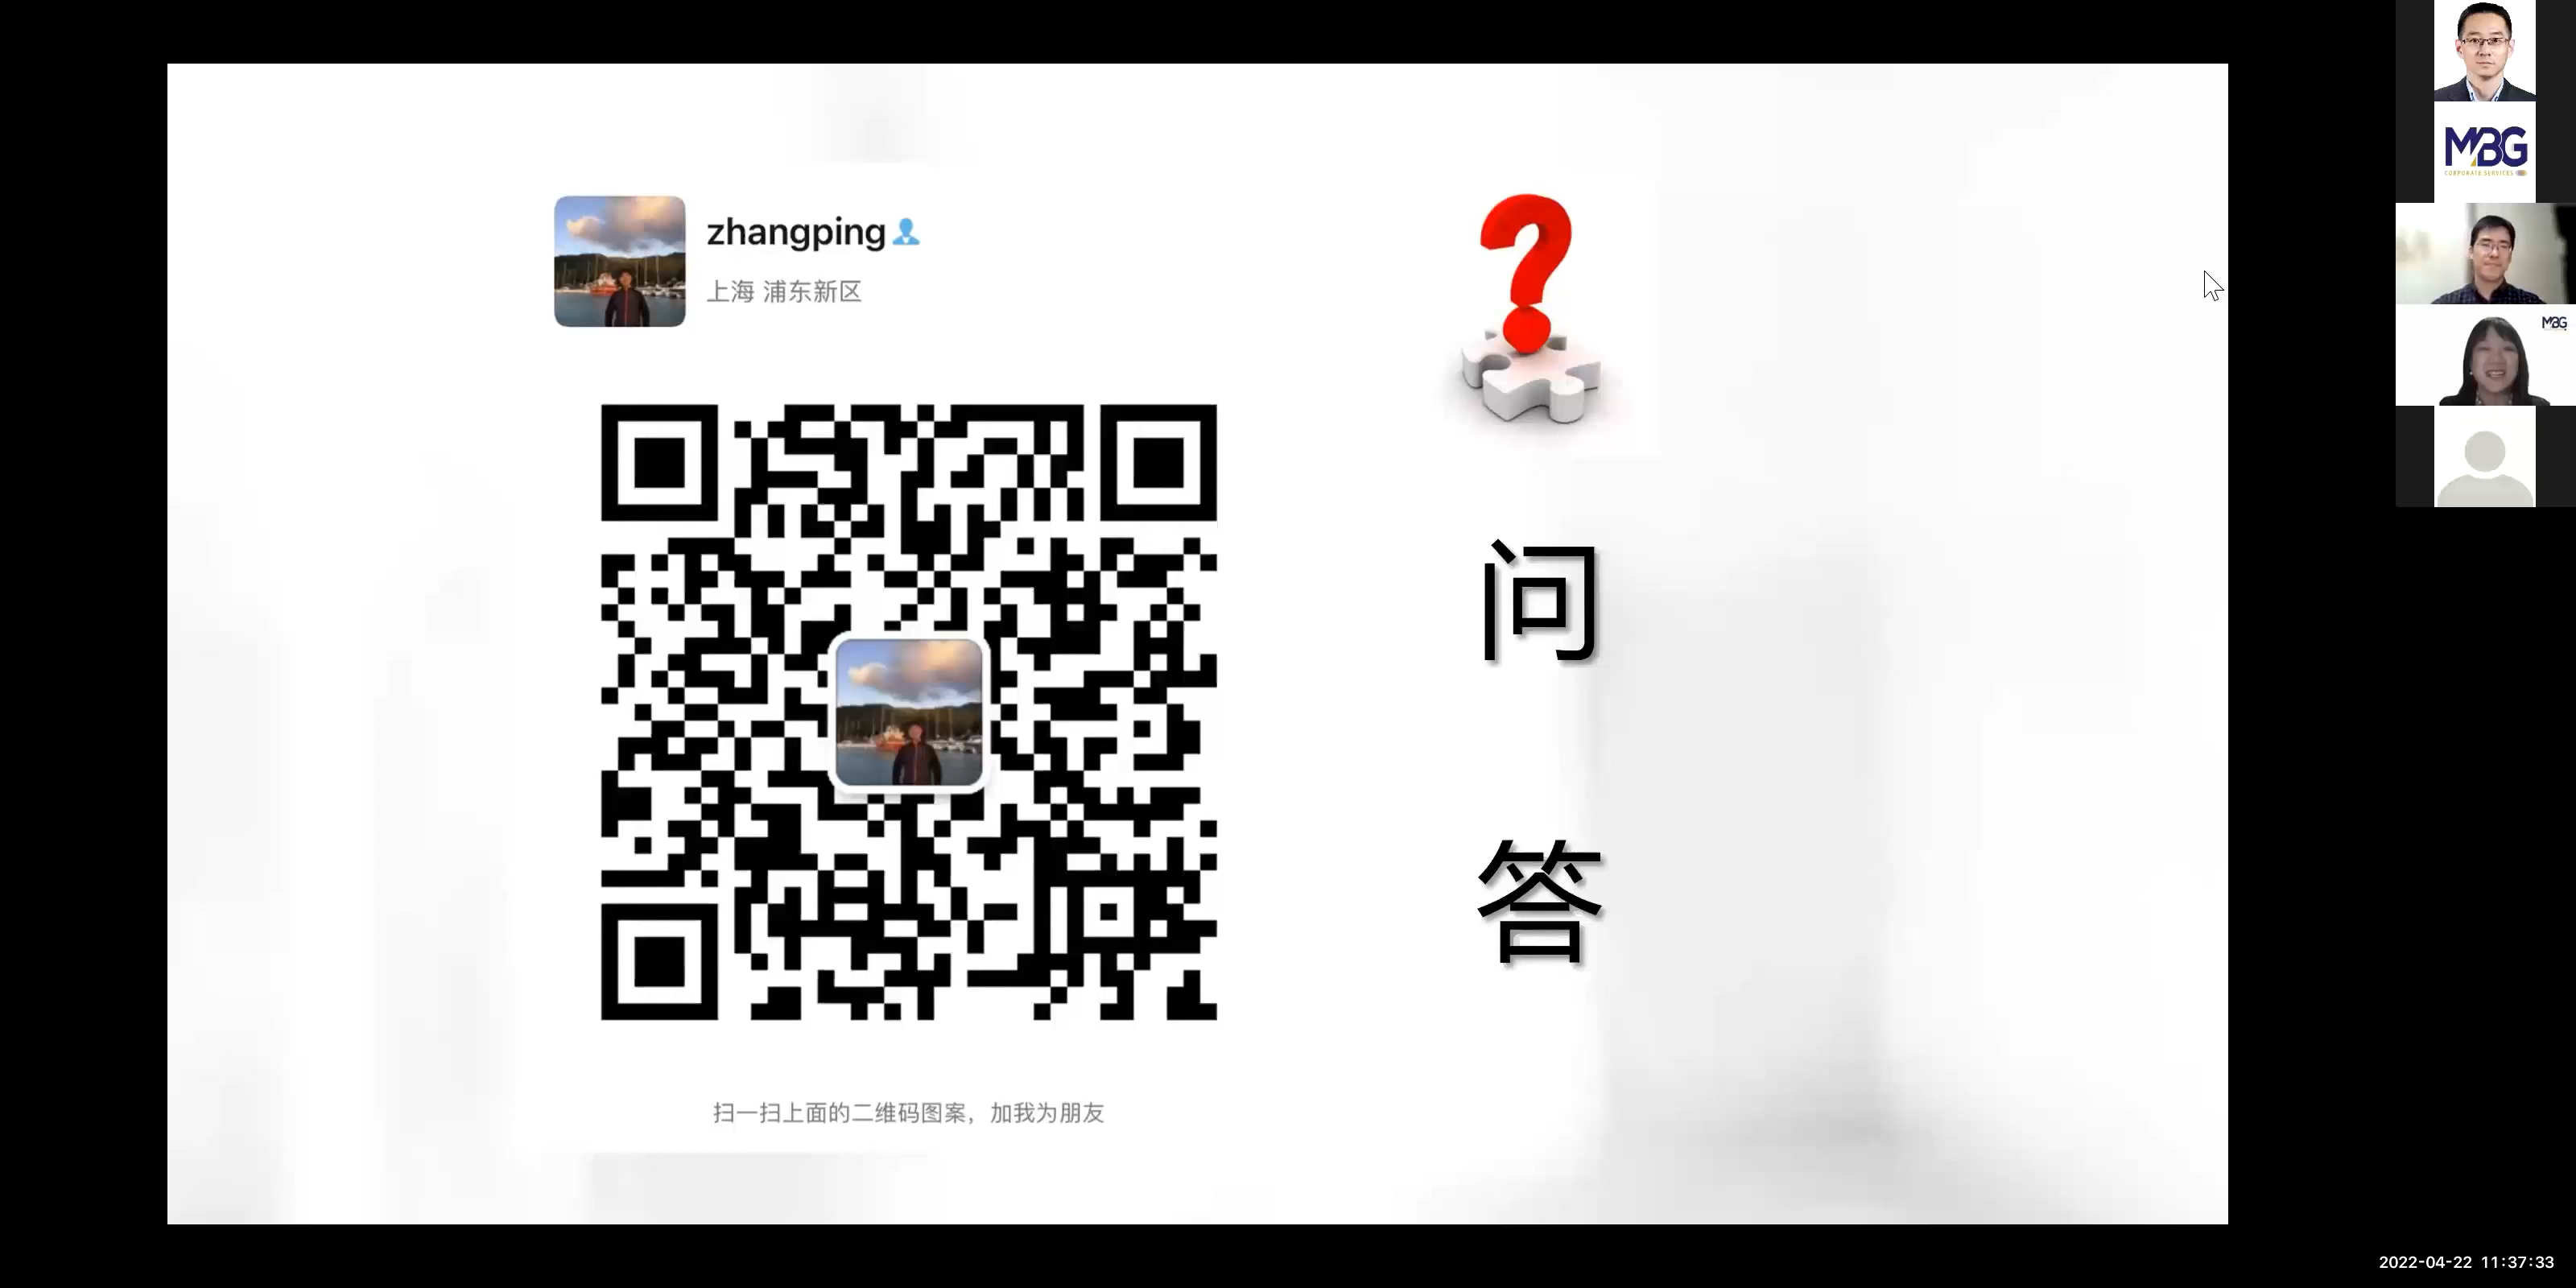 zhangping
上海 浦东新区
扫一扫上面的二维码图案，加我为朋友
?
问
答
MBG
CORPORATE SERVICES
MBG
2022-04-22 11:37:33